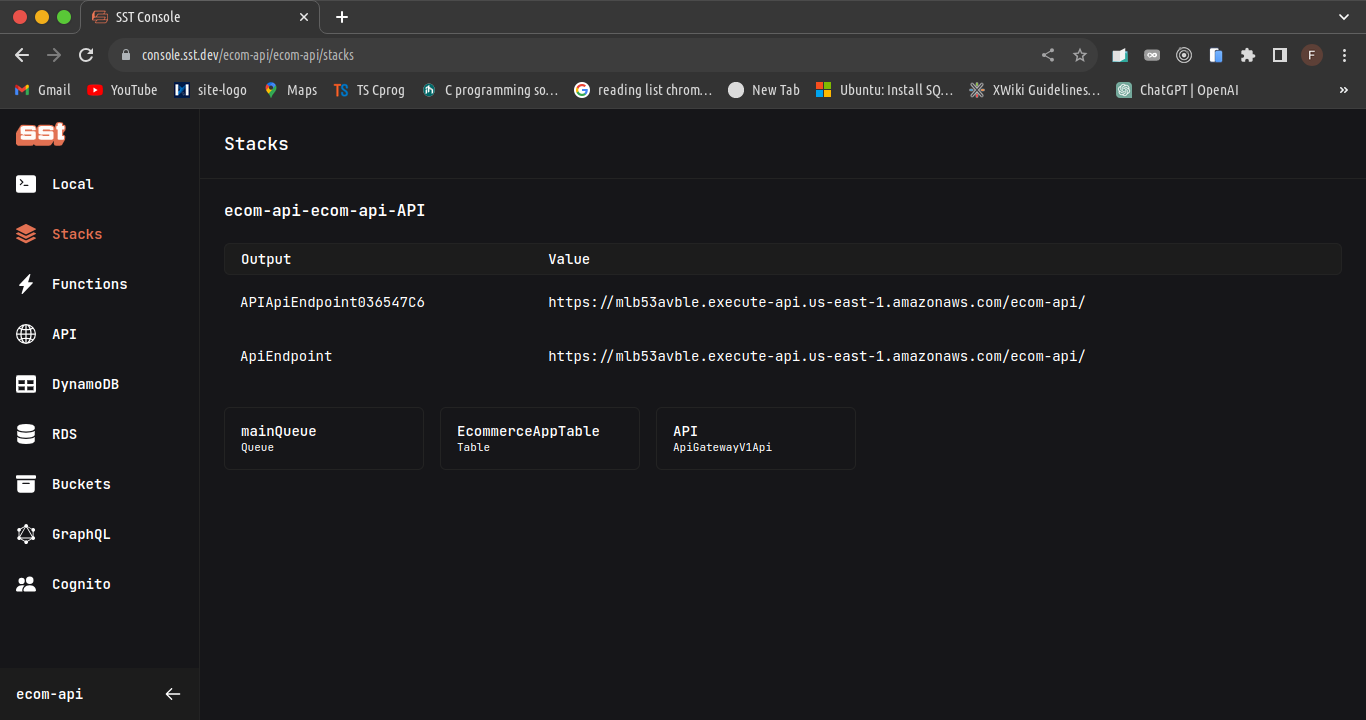 SST Console
console.sst.dev/ecom-api/ecom-api/stacks
F
Gmail
YouTube
site-logo
Maps
TS Cprog
C programming so...
reading list chrom...
New Tab
Ubuntu: Install SQ...
XWiki Guidelines...
ChatGPT | OpenAI
»
sst
Local
Stacks
Functions
API
DynamoDB
RDS
Buckets
GraphQL
Cognito
ecom-api
Stacks
ecom-api-ecom-api-API
Output Value
APIApiEndpoint036547C6 https://mlb53avble.execute-api.us-east-1.amazonaws.com/ecom-api/
ApiEndpoint https://mlb53avble.execute-api.us-east-1.amazonaws.com/ecom-api/
mainQueue
Queue
EcommerceAppTable
Table
API
ApiGatewayV1Api